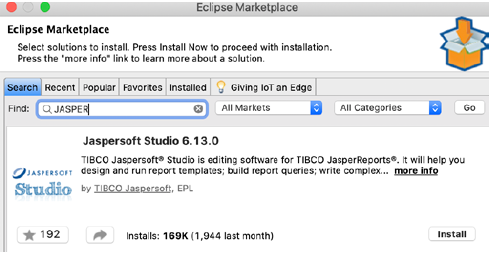 Eclipse Marketplace
Eclipse Marketplace
Select solutions to install. Press Install Now to proceed with installation.
Press the "more info" link to learn more about a solution.
Search Recent Popular Favorites Installed Giving IoT an Edge
Find: JASPER All Markets All Categories Go
Jaspersoft Studio 6.13.0
TIBCO Jaspersoft® Studio is editing software for TIBCO JasperReports®. It will help you
design and run report templates; build report queries; write complex... more info
JASPERSOFT
Studio
by TIBCO Jaspersoft, EPL
192 Installs: 169K (1,944 last month) Install